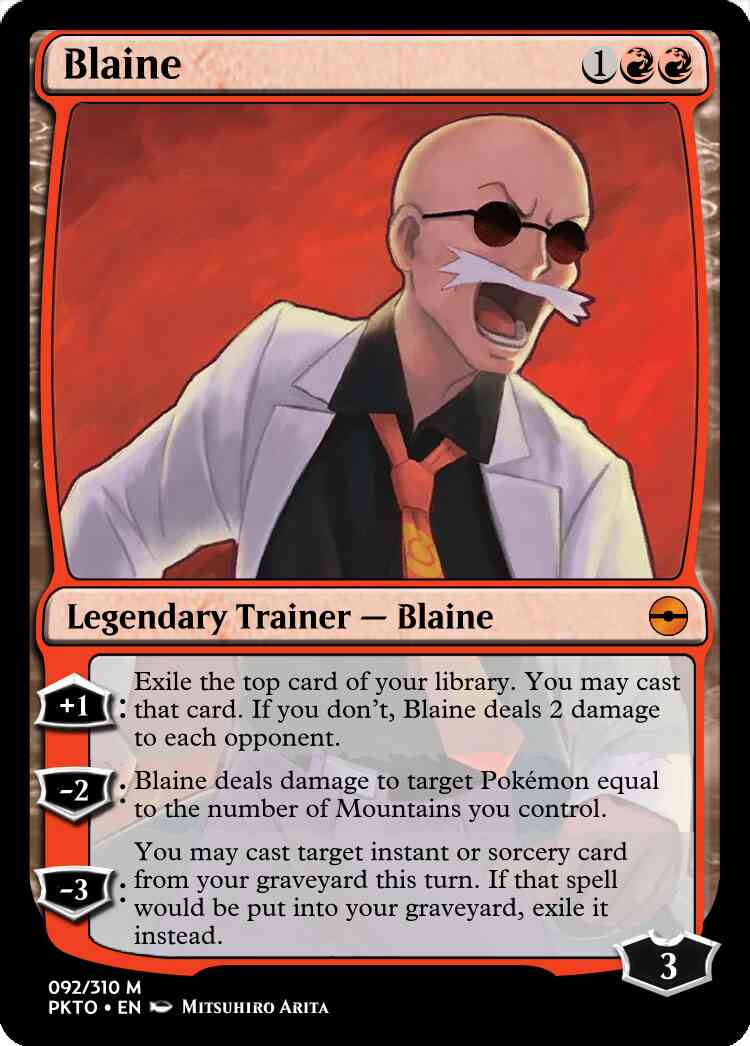 Blaine 1
Legendary Trainer — Blaine
+1: Exile the top card of your library. You may cast
that card. If you don't, Blaine deals 2 damage
to each opponent.
−2: Blaine deals damage to target Pokémon equal
to the number of Mountains you control.
−3: You may cast target instant or sorcery card
from your graveyard this turn. If that spell
would be put into your graveyard, exile it
instead.
3
092/310 M
PKTO • EN Mitsuhiro Arita